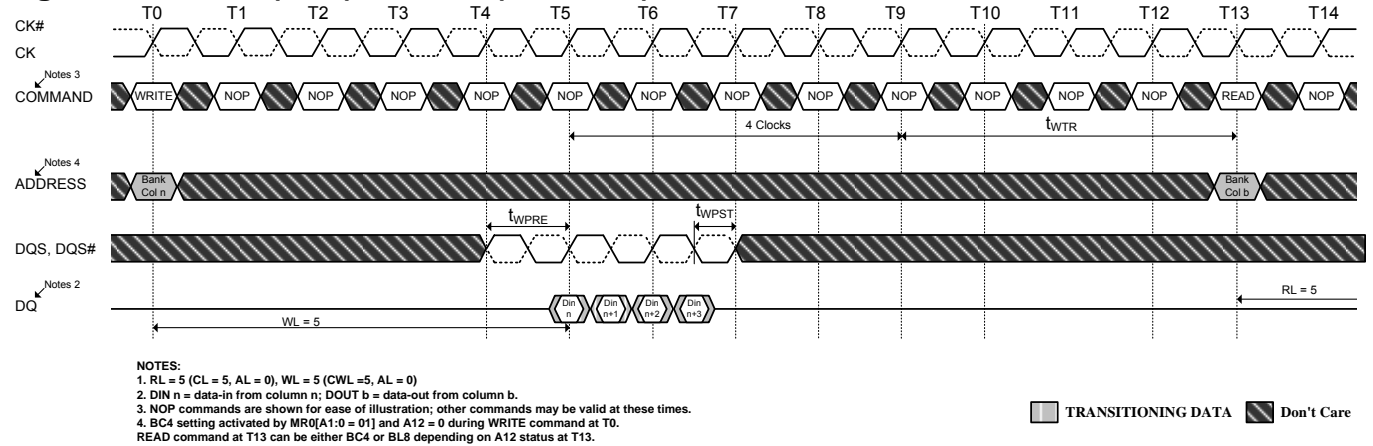 T0 T1 T2 T3 T4 T5 T6 T7 T8 T9 T10 T11 T12 T13 T14
CK#
CK
Notes 3
COMMAND WRITE NOP NOP NOP NOP NOP NOP NOP NOP NOP NOP NOP NOP READ NOP
4 Clocks tWTR
Notes 4
ADDRESS
Bank
Col n
Bank
Col b
tWPRE tWPST
DQS, DQS#
Notes 2
DQ
Din
n
Din
n+1
Din
n+2
Din
n+3
RL = 5
WL = 5
NOTES:
1. RL = 5 (CL = 5, AL = 0), WL = 5 (CWL =5, AL = 0)
2. DIN n = data-in from column n; DOUT b = data-out from column b.
3. NOP commands are shown for ease of illustration; other commands may be valid at these times.
4. BC4 setting activated by MR0[A1:0 = 01] and A12 = 0 during WRITE command at T0.
READ command at T13 can be either BC4 or BL8 depending on A12 status at T13.
TRANSITIONING DATA Don't Care